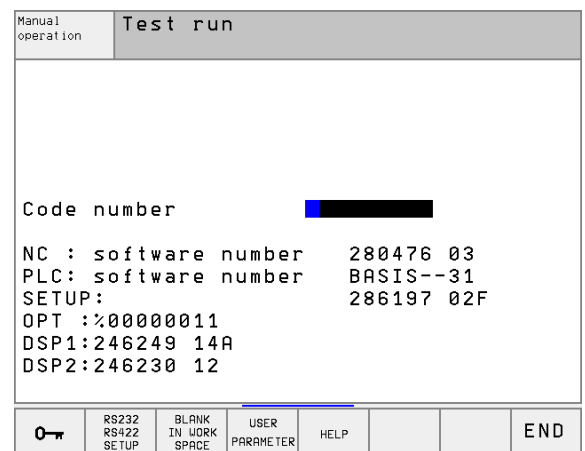 Manual
operation
Test run
Code number
NC : software number 280476 03
PLC: software number BASIS--31
SETUP: 286197 02F
OPT :%00000011
DSP1:246249 14A
DSP2:246230 12
RS232
RS422
SETUP
BLANK
IN WORK
SPACE
USER
PARAMETER
HELP
END